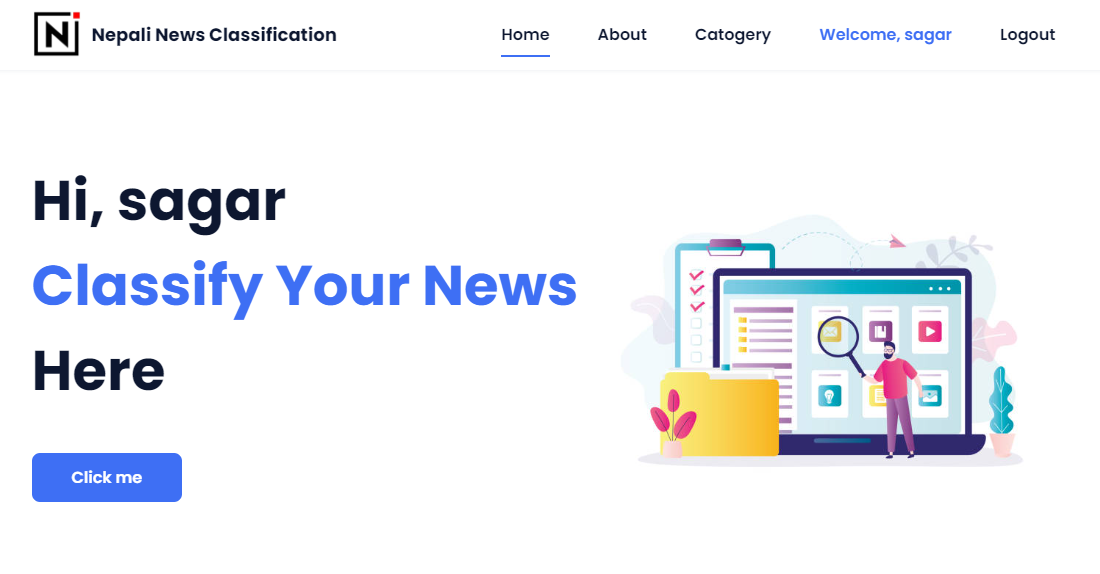 N
Nepali News Classification
Home
About
Catogery
Welcome, sagar
Logout
Hi, sagar
Classify Your News
Here
Click me